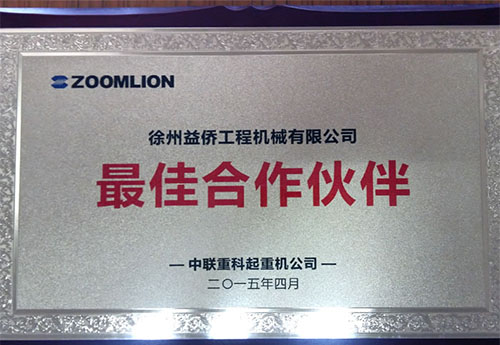 ZOOMLION
徐州益侨工程机械有限公司
最佳合作伙伴
— 中联重科起重机公司 —
二〇一五年四月